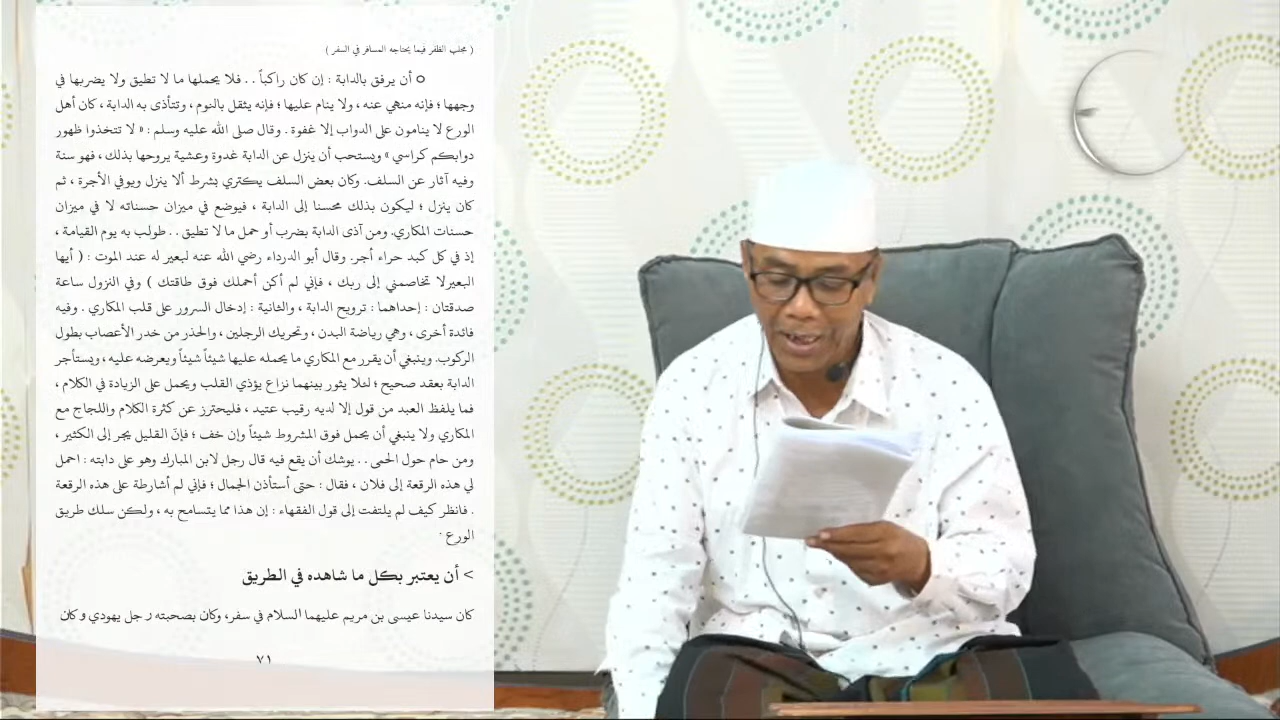 ( مجلب الظفر فيما يحتاجه المسافر في السفر )
○ أن يرفق بالدابة : إن كان راكباً . . فلا يحملها ما لا تطيق ولا يضربها في
وجهها ؛ فإنه منهي عنه ، ولا ينام عليها ؛ فإنه يثقل بالنوم ، وتتأذى به الدابة ، كان أهل
الورع لا ينامون على الدواب إلا غفوة . وقال صلى الله عليه وسلم : « لا تتخذوا ظهور
دوابكم كراسي » ويستحب أن ينزل عن الدابة غدوة وعشية يروحها بذلك ، فهو سنة
وفيه آثار عن السلف. وكان بعض السلف يكتري بشرط ألا ينزل ويوفي الأجرة ، ثم
كان ينزل ؛ ليكون بذلك محسنا إلى الدابة ، فيوضع في ميزان حسناته لا في ميزان
حسنات المكاري. ومن آذى الدابة بضرب أو حمل ما لا تطيق . . طولب به يوم القيامة ،
إذ في كل كبد حراء أجر. وقال أبو الدرداء رضي الله عنه لبعير له عند الموت : ( أيها
البعيرلا تخاصمني إلى ربك ، فإني لم أكن أحملك فوق طاقتك ) وفي النزول ساعة
صدقتان : إحداهما : ترويح الدابة ، والثانية : إدخال السرور على قلب المكاري . وفيه
فائدة أخرى ، وهي رياضة البدن ، وتحريك الرجلين ، والحذر من خدر الأعصاب بطول
الركوب. وينبغي أن يقرر مع المكاري ما يحمله عليها شيئاً شيئاً ويعرضه عليه ، ويستأجر
الدابة بعقد صحيح ؛ لئلا يثور بينهما نزاع يؤذي القلب ويحمل على الزيادة في الكلام ،
فما يلفظ العبد من قول إلا لديه رقيب عتيد ، فليحترز عن كثرة الكلام واللجاج مع
المكاري ولا ينبغي أن يحمل فوق المشروط شيئاً وإن خف ؛ فإنّ القليل يجر إلى الكثير ،
ومن حام حول الحمى . . يوشك أن يقع فيه قال رجل لابن المبارك وهو على دابته : احمل
لي هذه الرقعة إلى فلان ، فقال : حتى أستأذن الجمال ؛ فإني لم أشارطة على هذه الرقعة
. فانظر كيف لم يلتفت إلى قول الفقهاء : إن هذا مما يتسامح به ، ولكن سلك طريق
الورع .
> أن يعتبر بكل ما شاهده في الطريق
كان سيدنا عيسى بن مريم عليهما السلام في سفر، وكان بصحبته رجل يهودي وكان
٧١